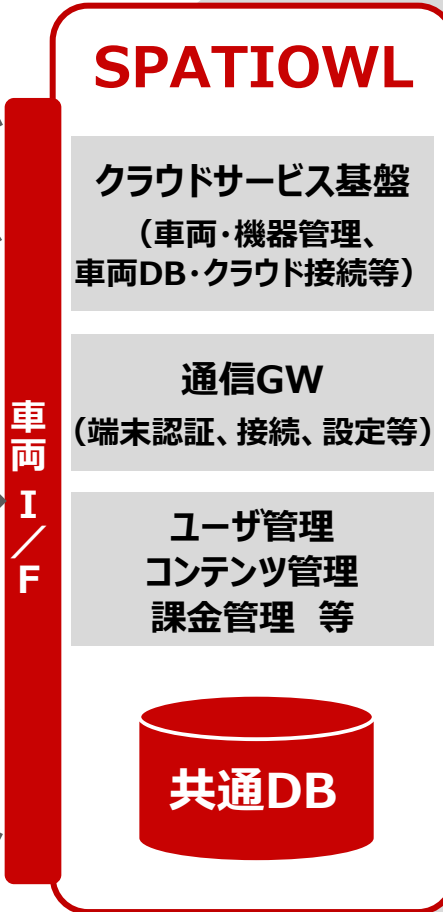 SPATIOWL
クラウドサービス基盤
（車両・機器管理、
車両DB・クラウド接続等）
通信GW
（端末認証、接続、設定等）
ユーザ管理
コンテンツ管理
課金管理 等
共通DB
車両I／F